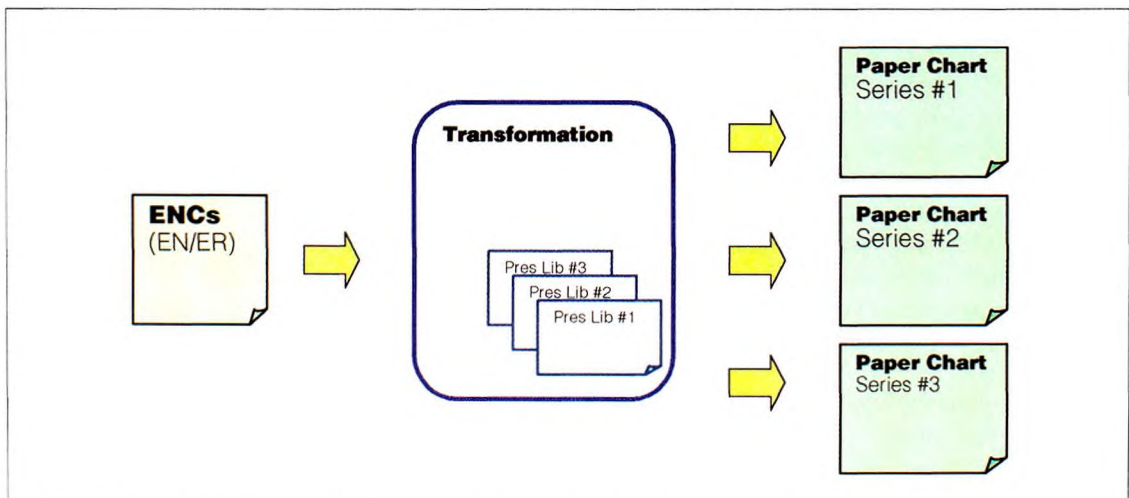 ENCs
(EN/ER)
Transformation
Pres Lib #3
Pres Lib #2
Pres Lib #1
Paper Chart
Series #1
Paper Chart
Series #2
Paper Chart
Series #3